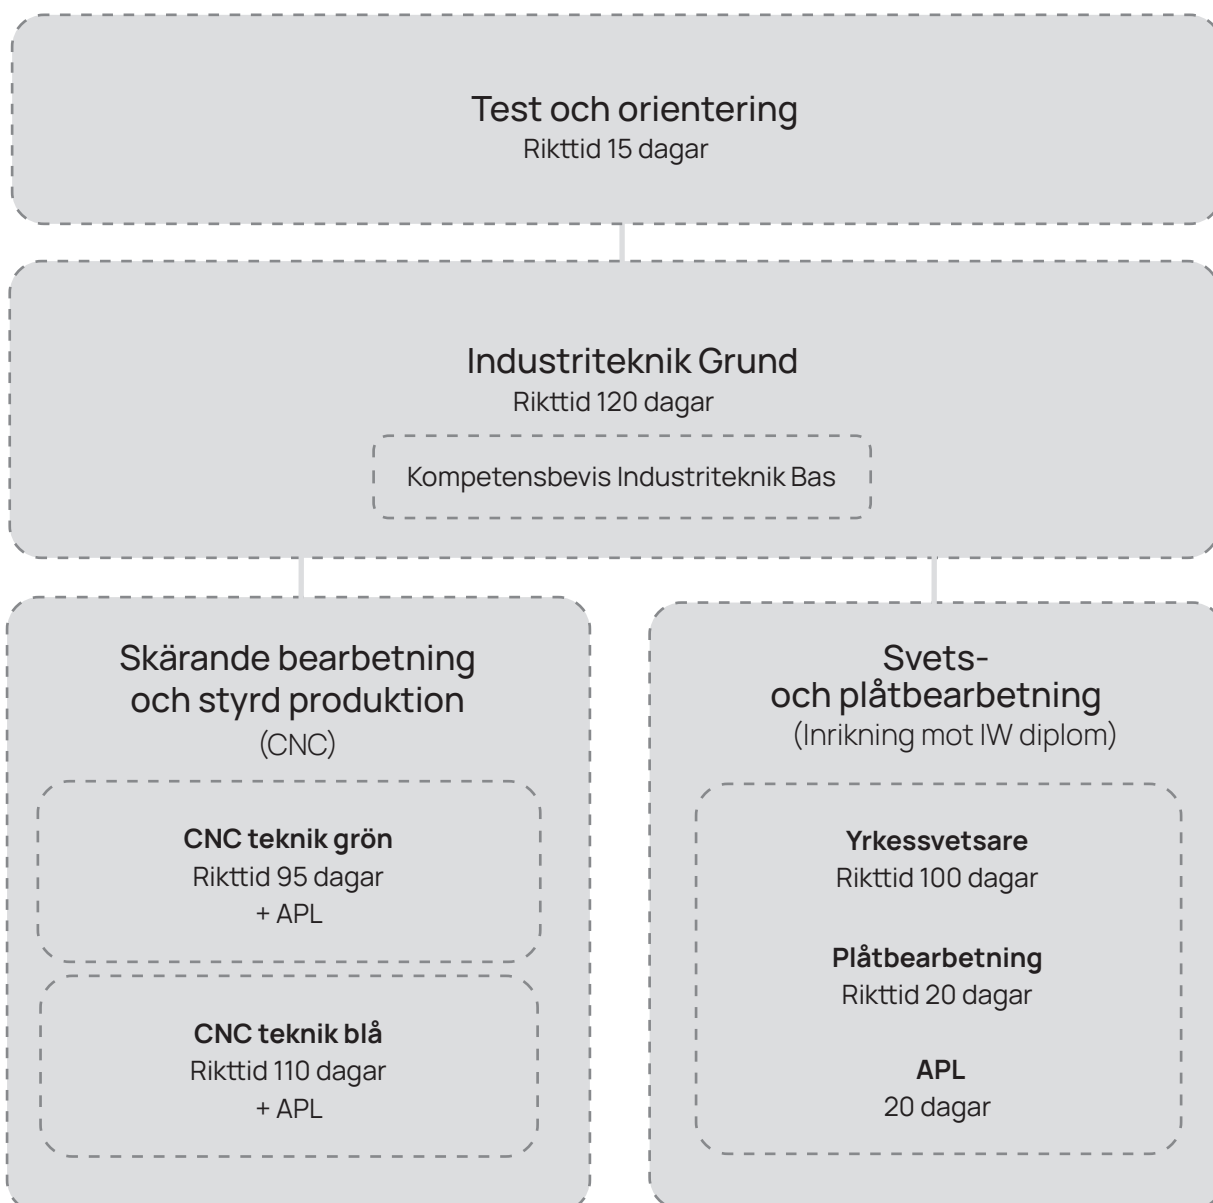 Test och orientering
Rikttid 15 dagar
Industriteknik Grund
Rikttid 120 dagar
Kompetensbevis Industriteknik Bas
Skärande bearbetning
och styrd produktion
(CNC)
CNC teknik grön
Rikttid 95 dagar
+ APL
CNC teknik blå
Rikttid 110 dagar
+ APL
Svets-
och plåtbearbetning
(Inrikning mot IW diplom)
Yrkessvetsare
Rikttid 100 dagar
Plåtbearbetning
Rikttid 20 dagar
APL
20 dagar